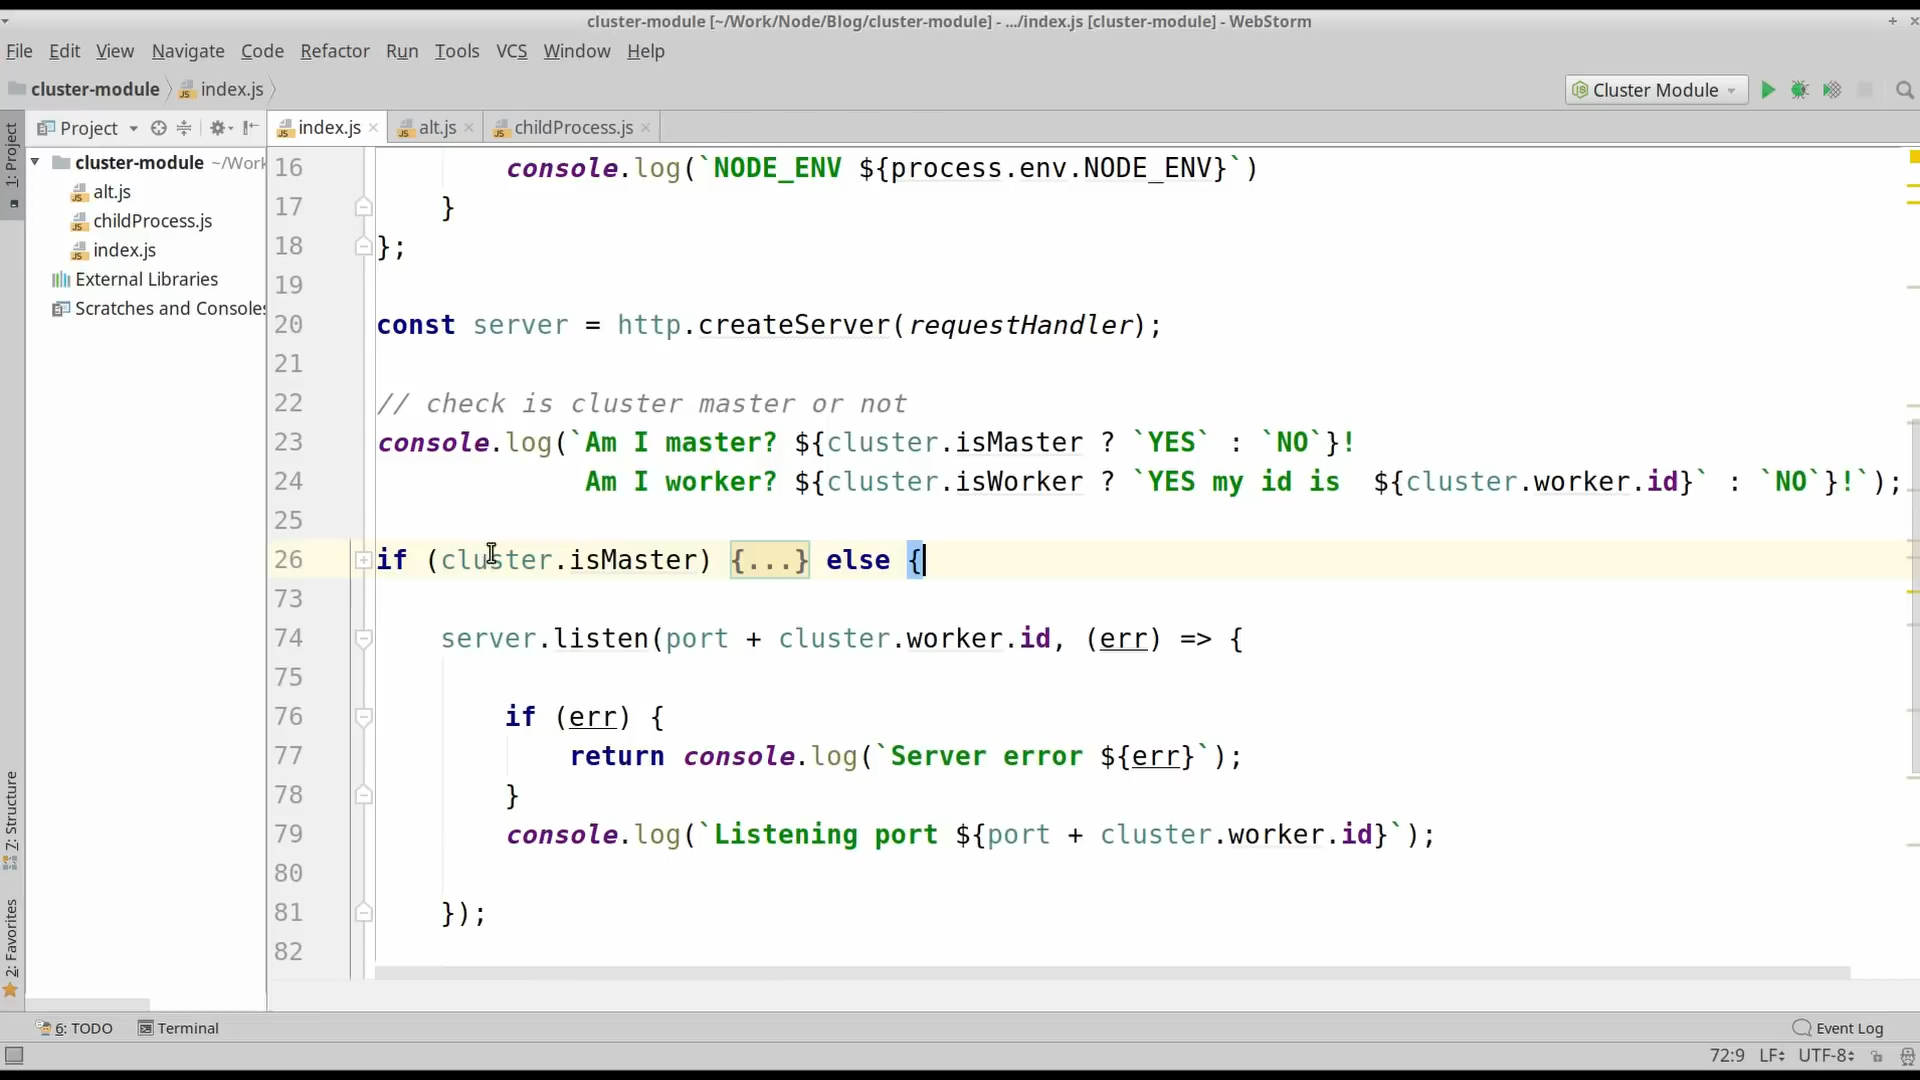 cluster-module [~/Work/Node/Blog/cluster-module] - .../index.js [cluster-module] - WebStorm
File Edit View Navigate Code Refactor Run Tools VCS Window Help
cluster-module index.js Cluster Module
1: Project
Project index.js alt.js childProcess.js
cluster-module ~/Work
alt.js
childProcess.js
index.js
External Libraries
Scratches and Consoles
7: Structure
2: Favorites
16 console.log(`NODE_ENV ${process.env.NODE_ENV}`)
17 }
18 };
19
20 const server = http.createServer(requestHandler);
21
22 // check is cluster master or not
23 console.log(`Am I master? ${cluster.isMaster ? `YES` : `NO`}!
24 Am I worker? ${cluster.isWorker ? `YES my id is  ${cluster.worker.id}` : `NO`}!`);
25
26 if (cluster.isMaster) {...} else {
73
74 server.listen(port + cluster.worker.id, (err) => {
75
76 if (err) {
77 return console.log(`Server error ${err}`);
78 }
79 console.log(`Listening port ${port + cluster.worker.id}`);
80
81 });
82
6: TODO Terminal Event Log
72:9 LF UTF-8